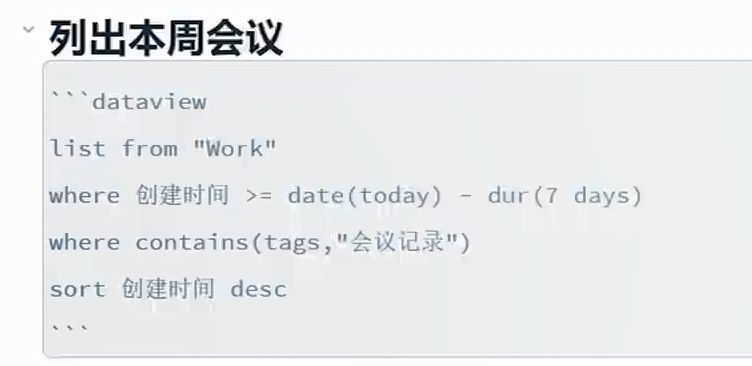 列出本周会议
```dataview
list from "Work"
where 创建时间 >= date(today) - dur(7 days)
where contains(tags,"会议记录")
sort 创建时间 desc
```